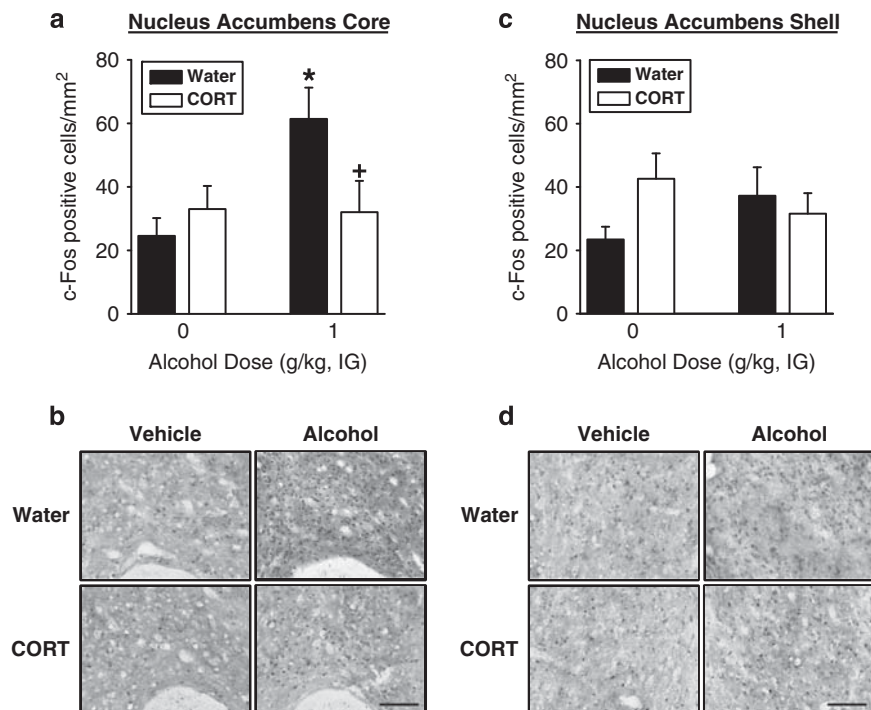 a
Nucleus Accumbens Core
c-Fos positive cells/mm²
80
60
40
20
0
Water
CORT
*
+
0
1
Alcohol Dose (g/kg, IG)
c
Nucleus Accumbens Shell
c-Fos positive cells/mm²
80
60
40
20
0
Water
CORT
0
1
Alcohol Dose (g/kg, IG)
b
Vehicle
Alcohol
Water
CORT
d
Vehicle
Alcohol
Water
CORT